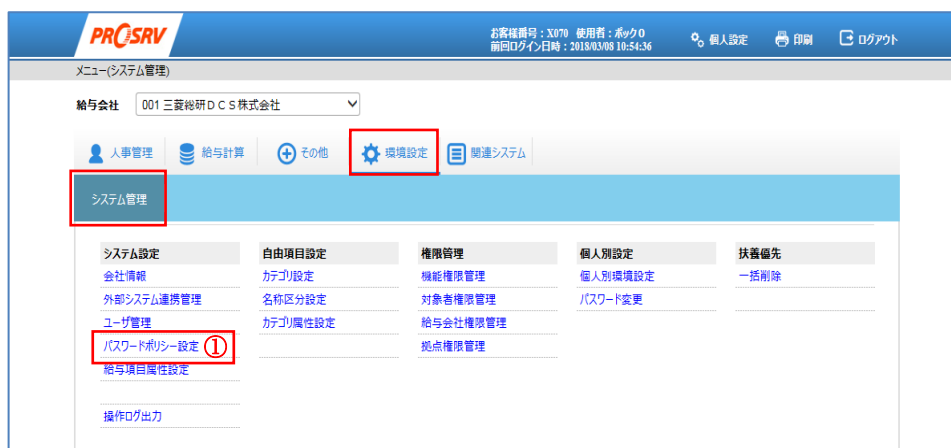 PROSRV
お客様番号：X070 使用者：ボック０
前回ログイン日時：2018/03/08 10:54:36
個人設定
印刷
ログアウト
メニュー(システム管理)
給与会社
001 三菱総研ＤＣＳ株式会社
人事管理
給与計算
その他
環境設定
関連システム
システム管理
システム設定
自由項目設定
権限管理
個人別設定
扶養優先
会社情報
カテゴリ設定
機能権限管理
個人別環境設定
一括削除
外部システム連携管理
名称区分設定
対象者権限管理
パスワード変更
ユーザ管理
カテゴリ属性設定
給与会社権限管理
パスワードポリシー設定 ①
拠点権限管理
給与項目属性設定
操作ログ出力